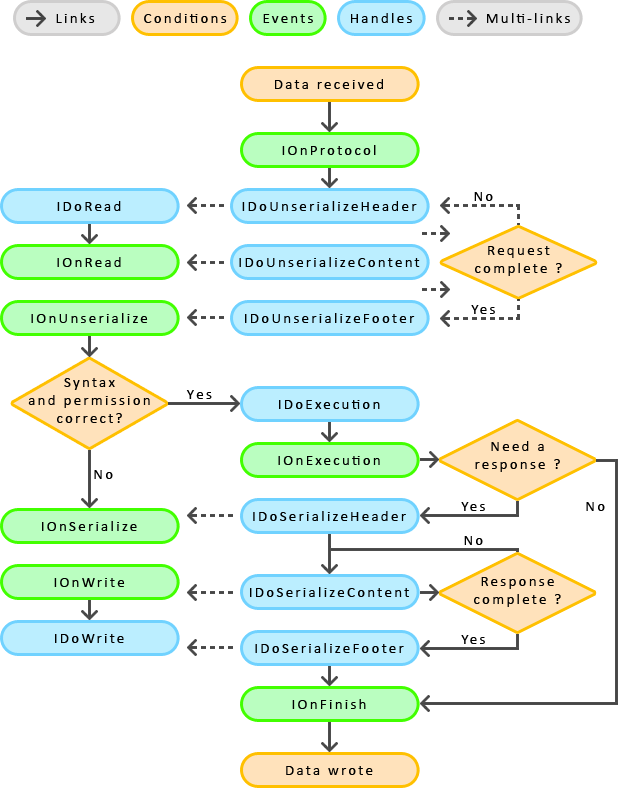 Links
Conditions
Events
Handles
Multi-links
Data received
IOnProtocol
IDoRead
IDoUnserializeHeader
No
IOnRead
IDoUnserializeContent
Request
complete ?
IOnUnserialize
IDoUnserializeFooter
Yes
Syntax
and permission
correct?
Yes
IDoExecution
No
IOnExecution
Need a
response ?
IOnSerialize
IDoSerializeHeader
Yes
No
No
IOnWrite
IDoSerializeContent
Response
complete ?
IDoWrite
IDoSerializeFooter
Yes
IOnFinish
Data wrote